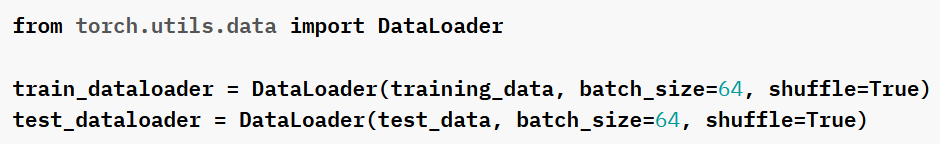 from torch.utils.data import DataLoader
train_dataloader = DataLoader(training_data, batch_size=64, shuffle=True)
test_dataloader = DataLoader(test_data, batch_size=64, shuffle=True)